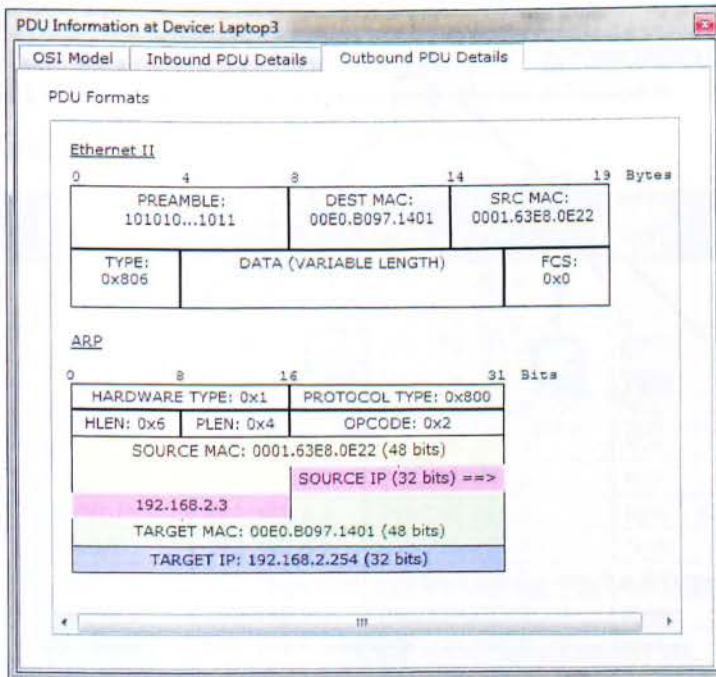 PDU Information at Device: Laptop3
OSI Model Inbound PDU Details Outbound PDU Details
PDU Formats
Ethernet II
0 4 8 14 19 Bytes
PREAMBLE: DEST MAC: SRC MAC:
101010...1011 00E0.B097.1401 0001.63E8.0E22
TYPE: DATA (VARIABLE LENGTH) FCS:
0x806 0x0
ARP
0 8 16 31 Bits
HARDWARE TYPE: 0x1 PROTOCOL TYPE: 0x800
HLEN: 0x6 PLEN: 0x4 OPCODE: 0x2
SOURCE MAC: 0001.63E8.0E22 (48 bits)
SOURCE IP (32 bits) ==>
192.168.2.3
TARGET MAC: 00E0.B097.1401 (48 bits)
TARGET IP: 192.168.2.254 (32 bits)